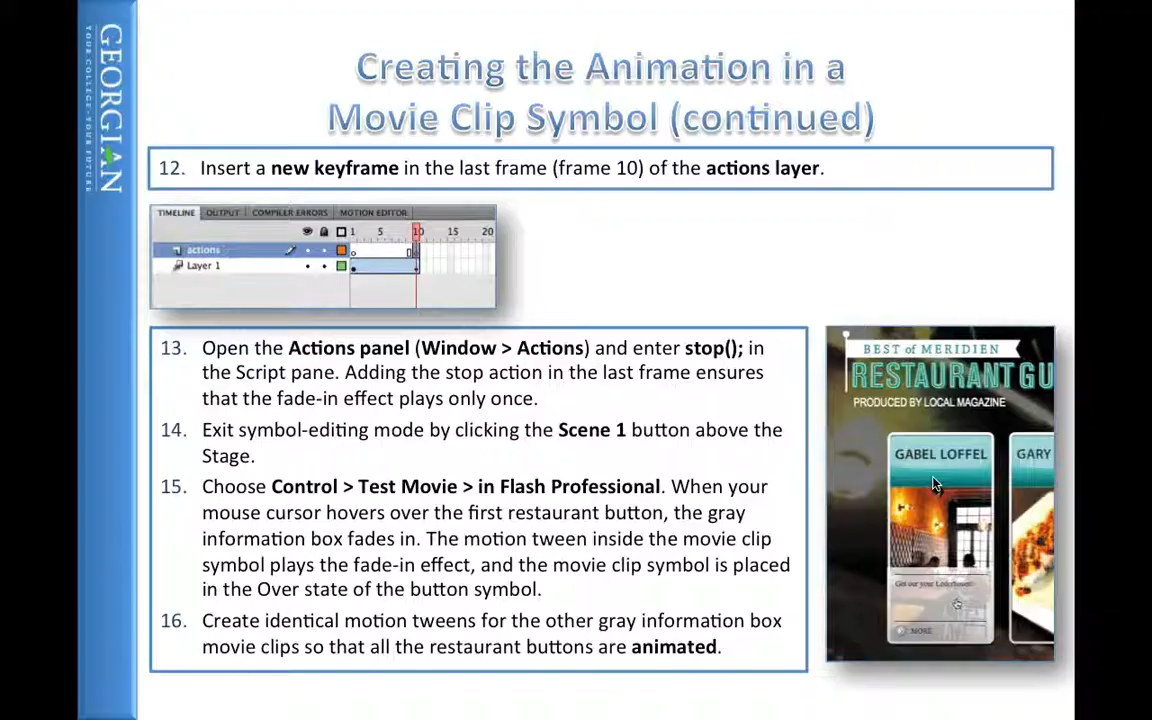 GEORGIAN
YOUR COLLEGE · YOUR FUTURE
Creating the Animation in a
Movie Clip Symbol (continued)
12. Insert a new keyframe in the last frame (frame 10) of the actions layer.
TIMELINE OUTPUT COMPILER ERRORS MOTION EDITOR
1 5 10 15 20
actions
Layer 1
13. Open the Actions panel (Window > Actions) and enter stop(); in
the Script pane. Adding the stop action in the last frame ensures
that the fade-in effect plays only once.
14. Exit symbol-editing mode by clicking the Scene 1 button above the
Stage.
15. Choose Control > Test Movie > in Flash Professional. When your
mouse cursor hovers over the first restaurant button, the gray
information box fades in. The motion tween inside the movie clip
symbol plays the fade-in effect, and the movie clip symbol is placed
in the Over state of the button symbol.
16. Create identical motion tweens for the other gray information box
movie clips so that all the restaurant buttons are animated.
BEST of MERIDIEN
RESTAURANT GU
PRODUCED BY LOCAL MAGAZINE
GABEL LOFFEL
GARY
Get out your Lederhosen
MORE